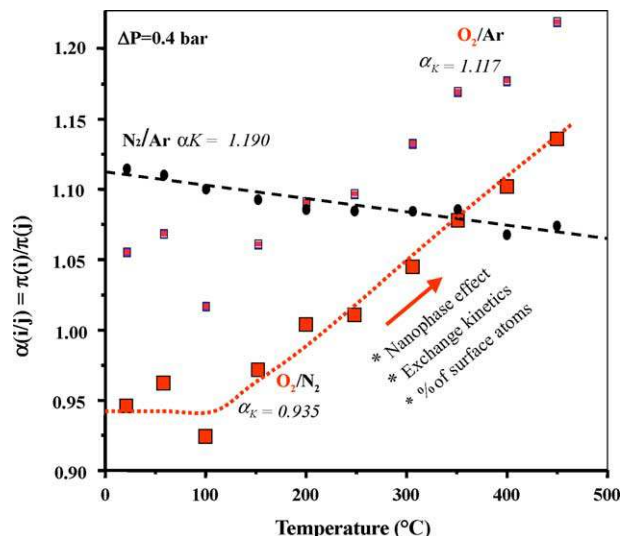 ΔP=0.4 bar
O₂/Ar
αK = 1.117
N₂/Ar αK = 1.190
O₂/N₂
αK = 0.935
* Nanophase effect
* Exchange kinetics
* % of surface atoms
α(i/j) = π(i)/π(j)
1.20
1.15
1.10
1.05
1.00
0.95
0.90
0 100 200 300 400 500
Temperature (°C)